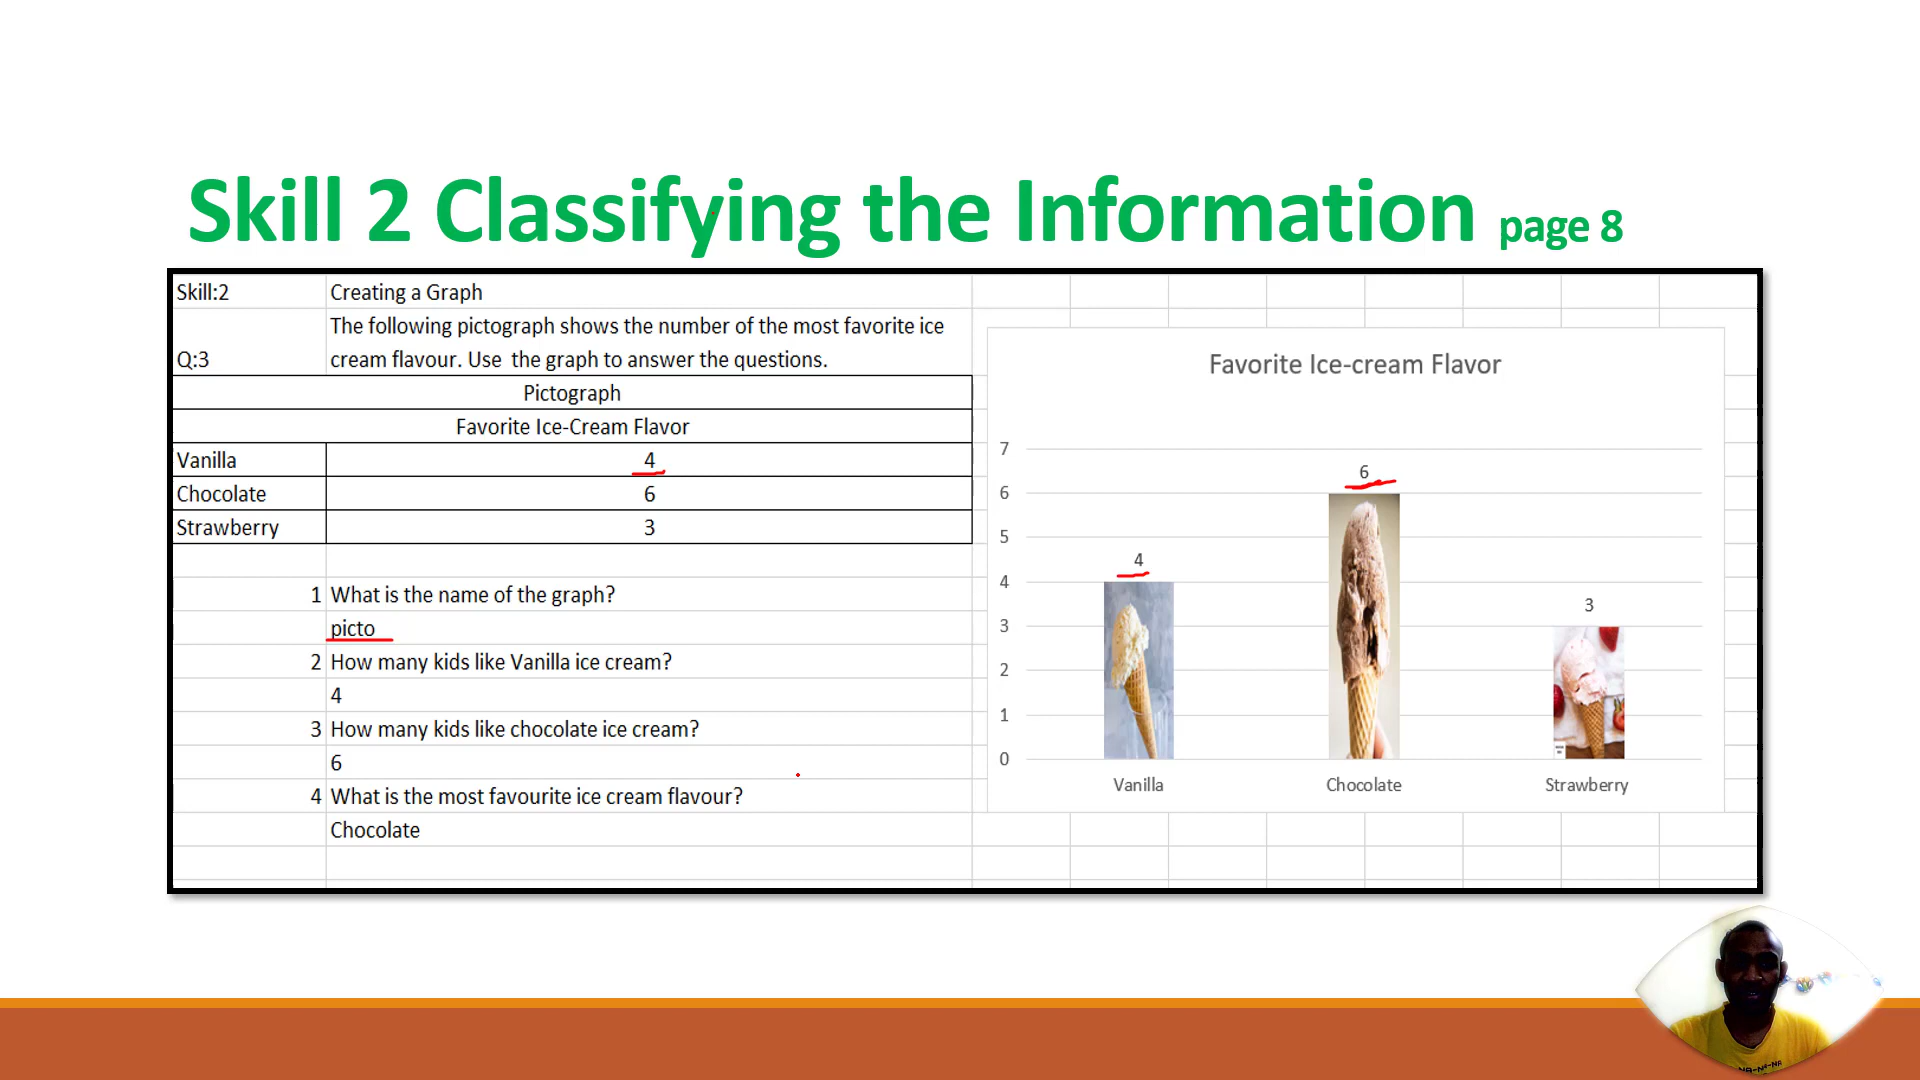 Skill 2 Classifying the Information page 8
Skill:2 Creating a Graph
The following pictograph shows the number of the most favorite ice
Q:3 cream flavour. Use the graph to answer the questions.
Pictograph
Favorite Ice-Cream Flavor
Vanilla 4
Chocolate 6
Strawberry 3
1 What is the name of the graph?
picto
2 How many kids like Vanilla ice cream?
4
3 How many kids like chocolate ice cream?
6
4 What is the most favourite ice cream flavour?
Chocolate
Favorite Ice-cream Flavor
7
6
5
4
3
2
1
0
4
6
3
Vanilla Chocolate Strawberry